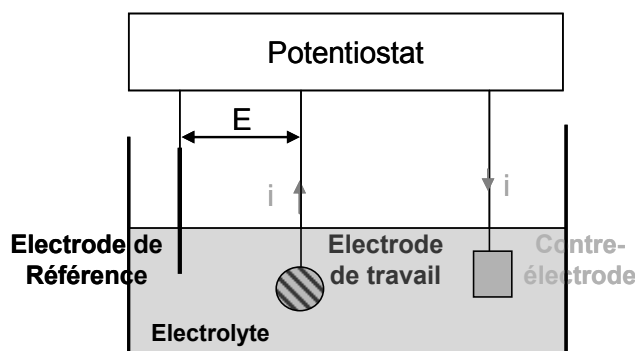 Potentiostat
E
i
i
Electrode de
Référence
Electrode
de travail
Contre-
électrode
Electrolyte